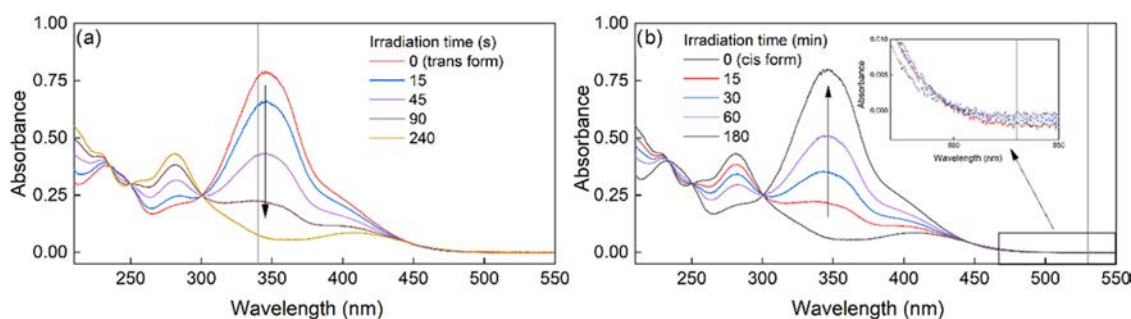 (a)
Irradiation time (s)
0 (trans form)
15
45
90
240
Absorbance
1.00
0.75
0.50
0.25
0.00
250 300 350 400 450 500 550
Wavelength (nm)
(b)
Irradiation time (min)
0 (cis form)
15
30
60
180
Absorbance
1.00
0.75
0.50
0.25
0.00
250 300 350 400 450 500 550
Wavelength (nm)
Absorbance
0.010
0.005
0.000
Wavelength (nm)